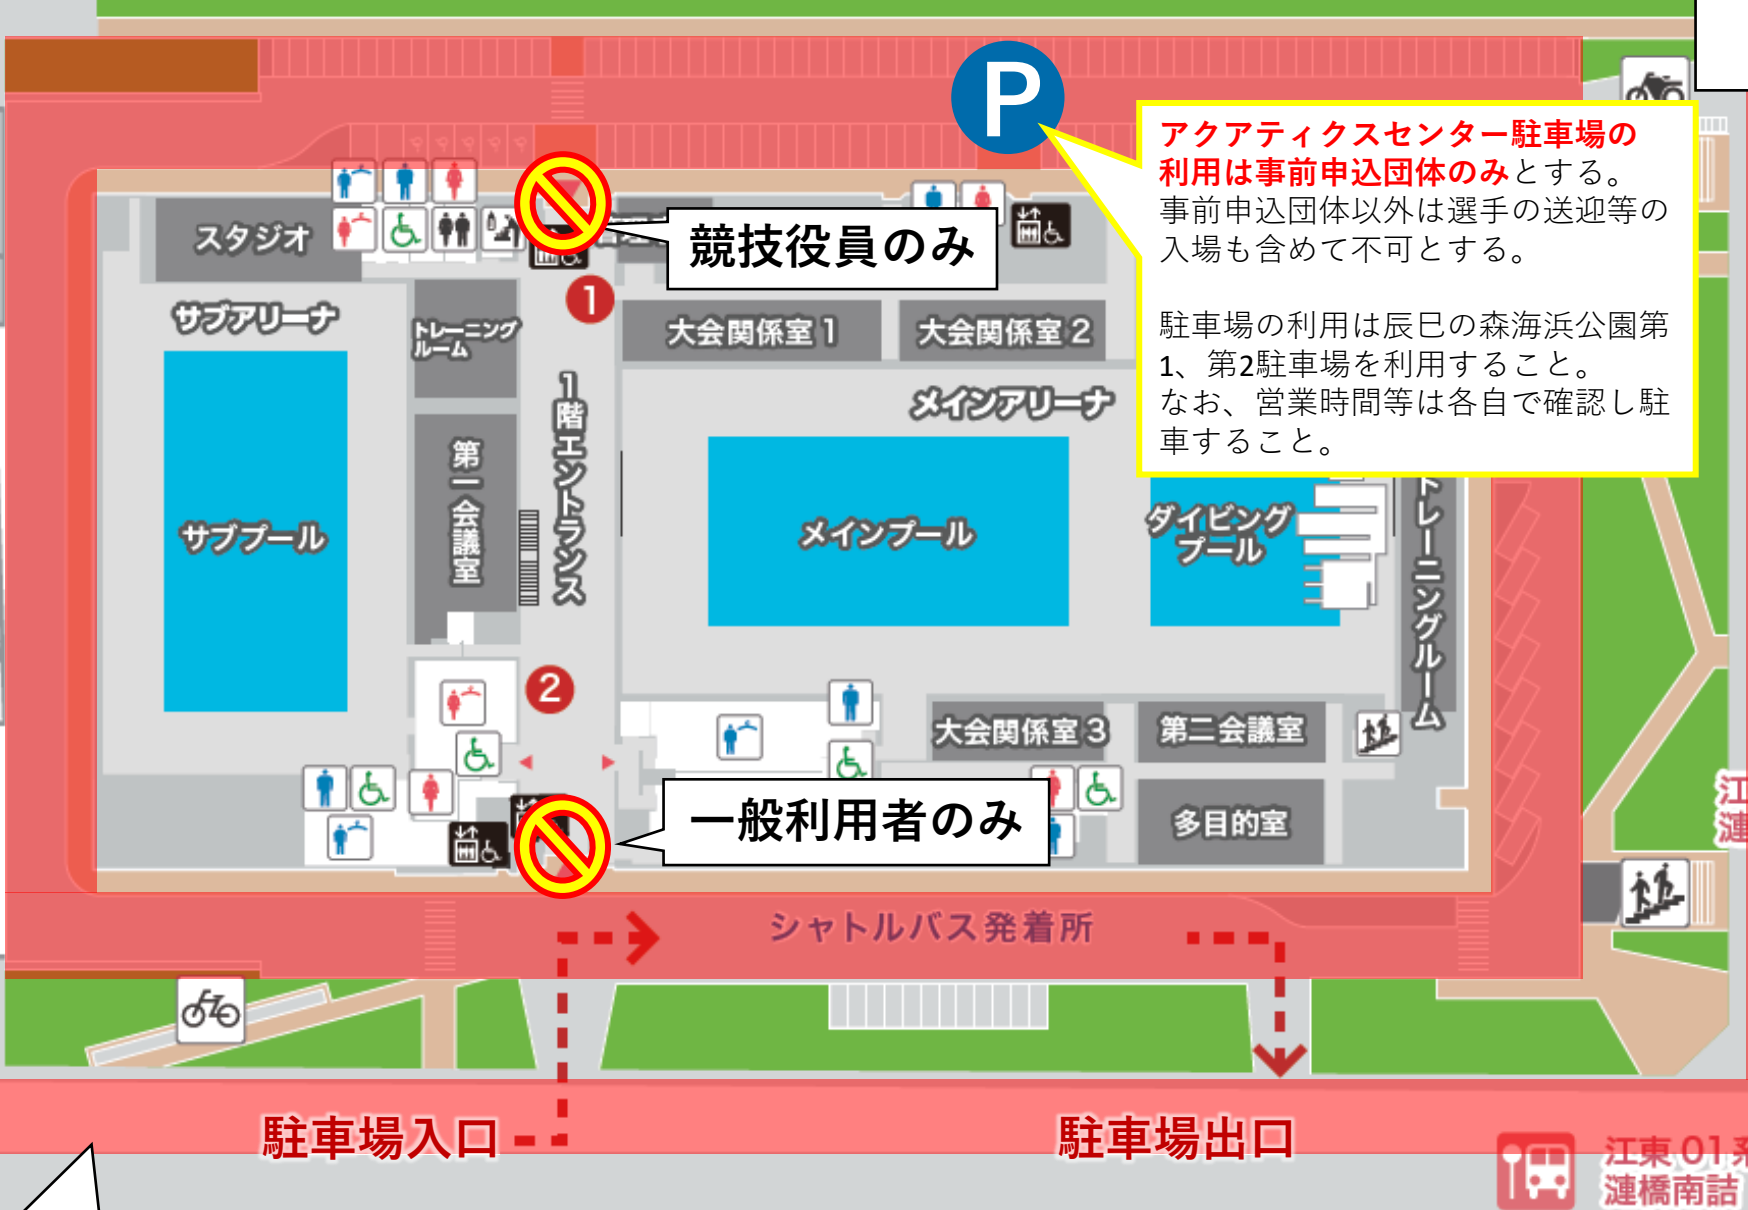 P
アクアティクスセンター駐車場の
利用は事前申込団体のみとする。
事前申込団体以外は選手の送迎等の
入場も含めて不可とする。
駐車場の利用は辰巳の森海浜公園第
1、第2駐車場を利用すること。
なお、営業時間等は各自で確認し駐
車すること。
スタジオ
競技役員のみ
1
サブアリーナ
トレーニング
ルーム
大会関係室1
大会関係室2
1階エントランス
メインアリーナ
第一会議室
サブプール
メインプール
ダイビング
プール
トレーニングルーム
2
大会関係室3
第二会議室
一般利用者のみ
多目的室
シャトルバス発着所
駐車場入口
駐車場出口
江東01系
漣橋南詰